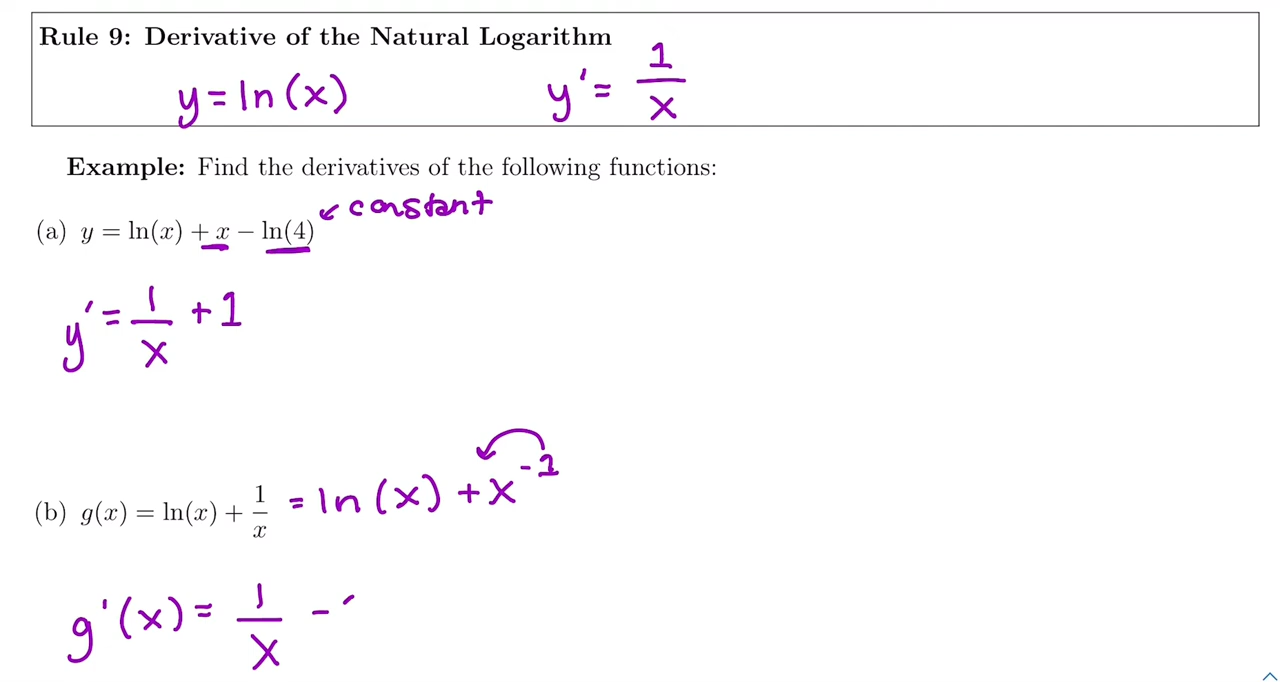 Rule 9: Derivative of the Natural Logarithm
y = ln(x) y' = 1/x
Example: Find the derivatives of the following functions:
(a) y = ln(x) + x − ln(4) ↙ constant
y' = 1/x + 1
(b) g(x) = ln(x) + 1/x = ln(x) + x^-1
g'(x) = 1/x -